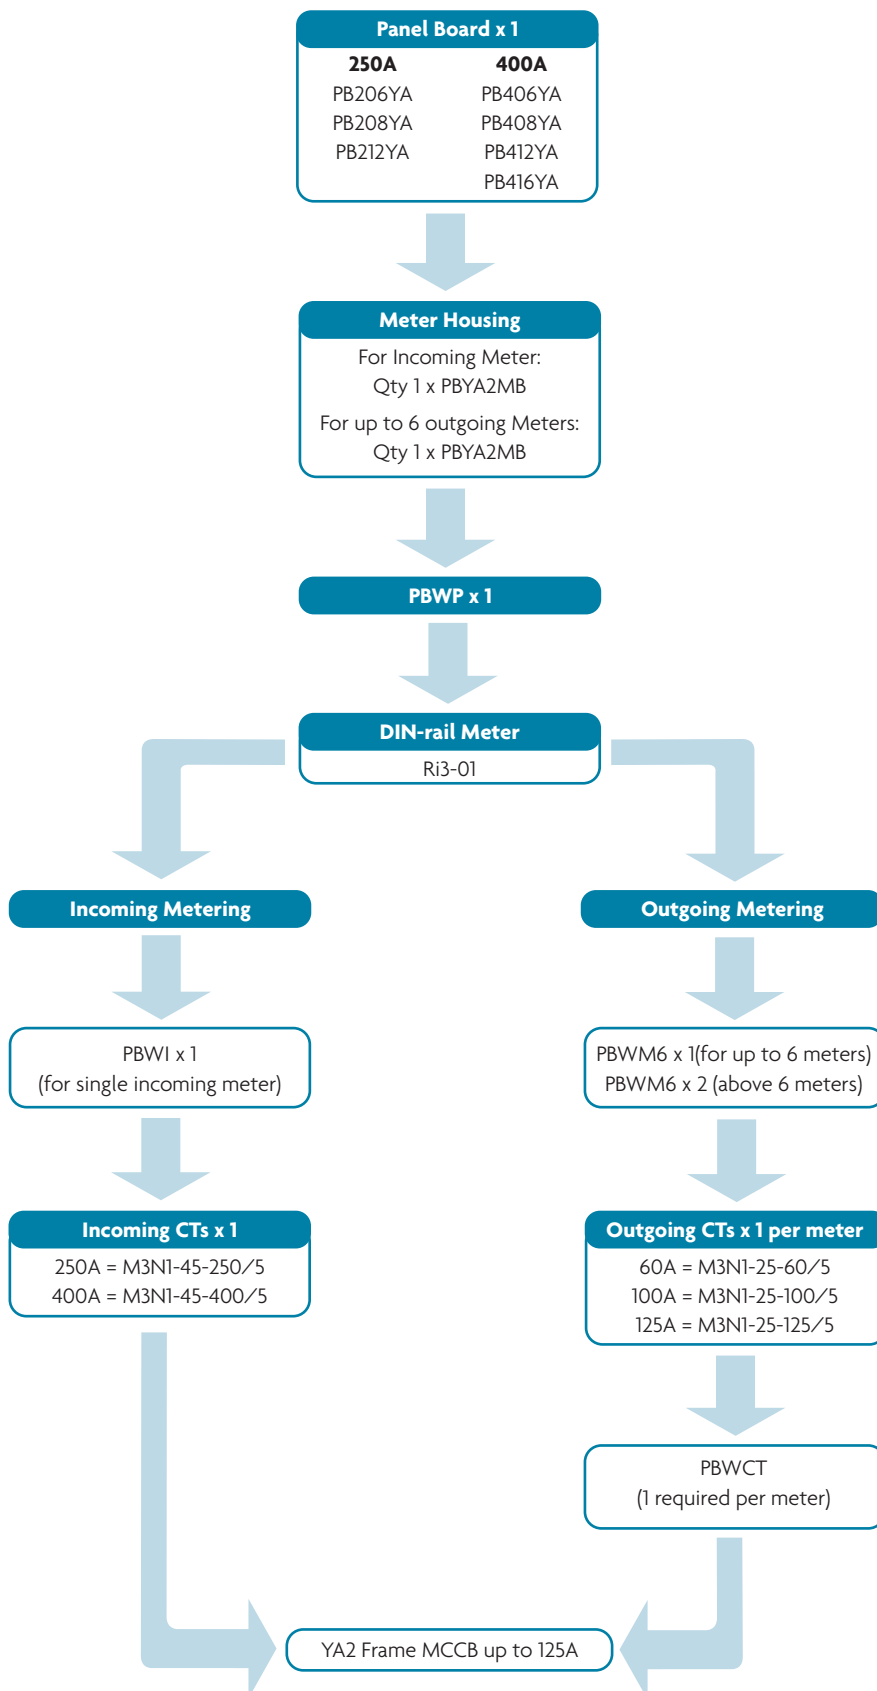 Panel Board x 1
250A 400A
PB206YA PB406YA
PB208YA PB408YA
PB212YA PB412YA
PB416YA
Meter Housing
For Incoming Meter:
Qty 1 x PBYA2MB
For up to 6 outgoing Meters:
Qty 1 x PBYA2MB
PBWP x 1
DIN-rail Meter
Ri3-01
Incoming Metering
Outgoing Metering
PBWI x 1
(for single incoming meter)
PBWM6 x 1(for up to 6 meters)
PBWM6 x 2 (above 6 meters)
Incoming CTs x 1
250A = M3N1-45-250/5
400A = M3N1-45-400/5
Outgoing CTs x 1 per meter
60A = M3N1-25-60/5
100A = M3N1-25-100/5
125A = M3N1-25-125/5
PBWCT
(1 required per meter)
YA2 Frame MCCB up to 125A